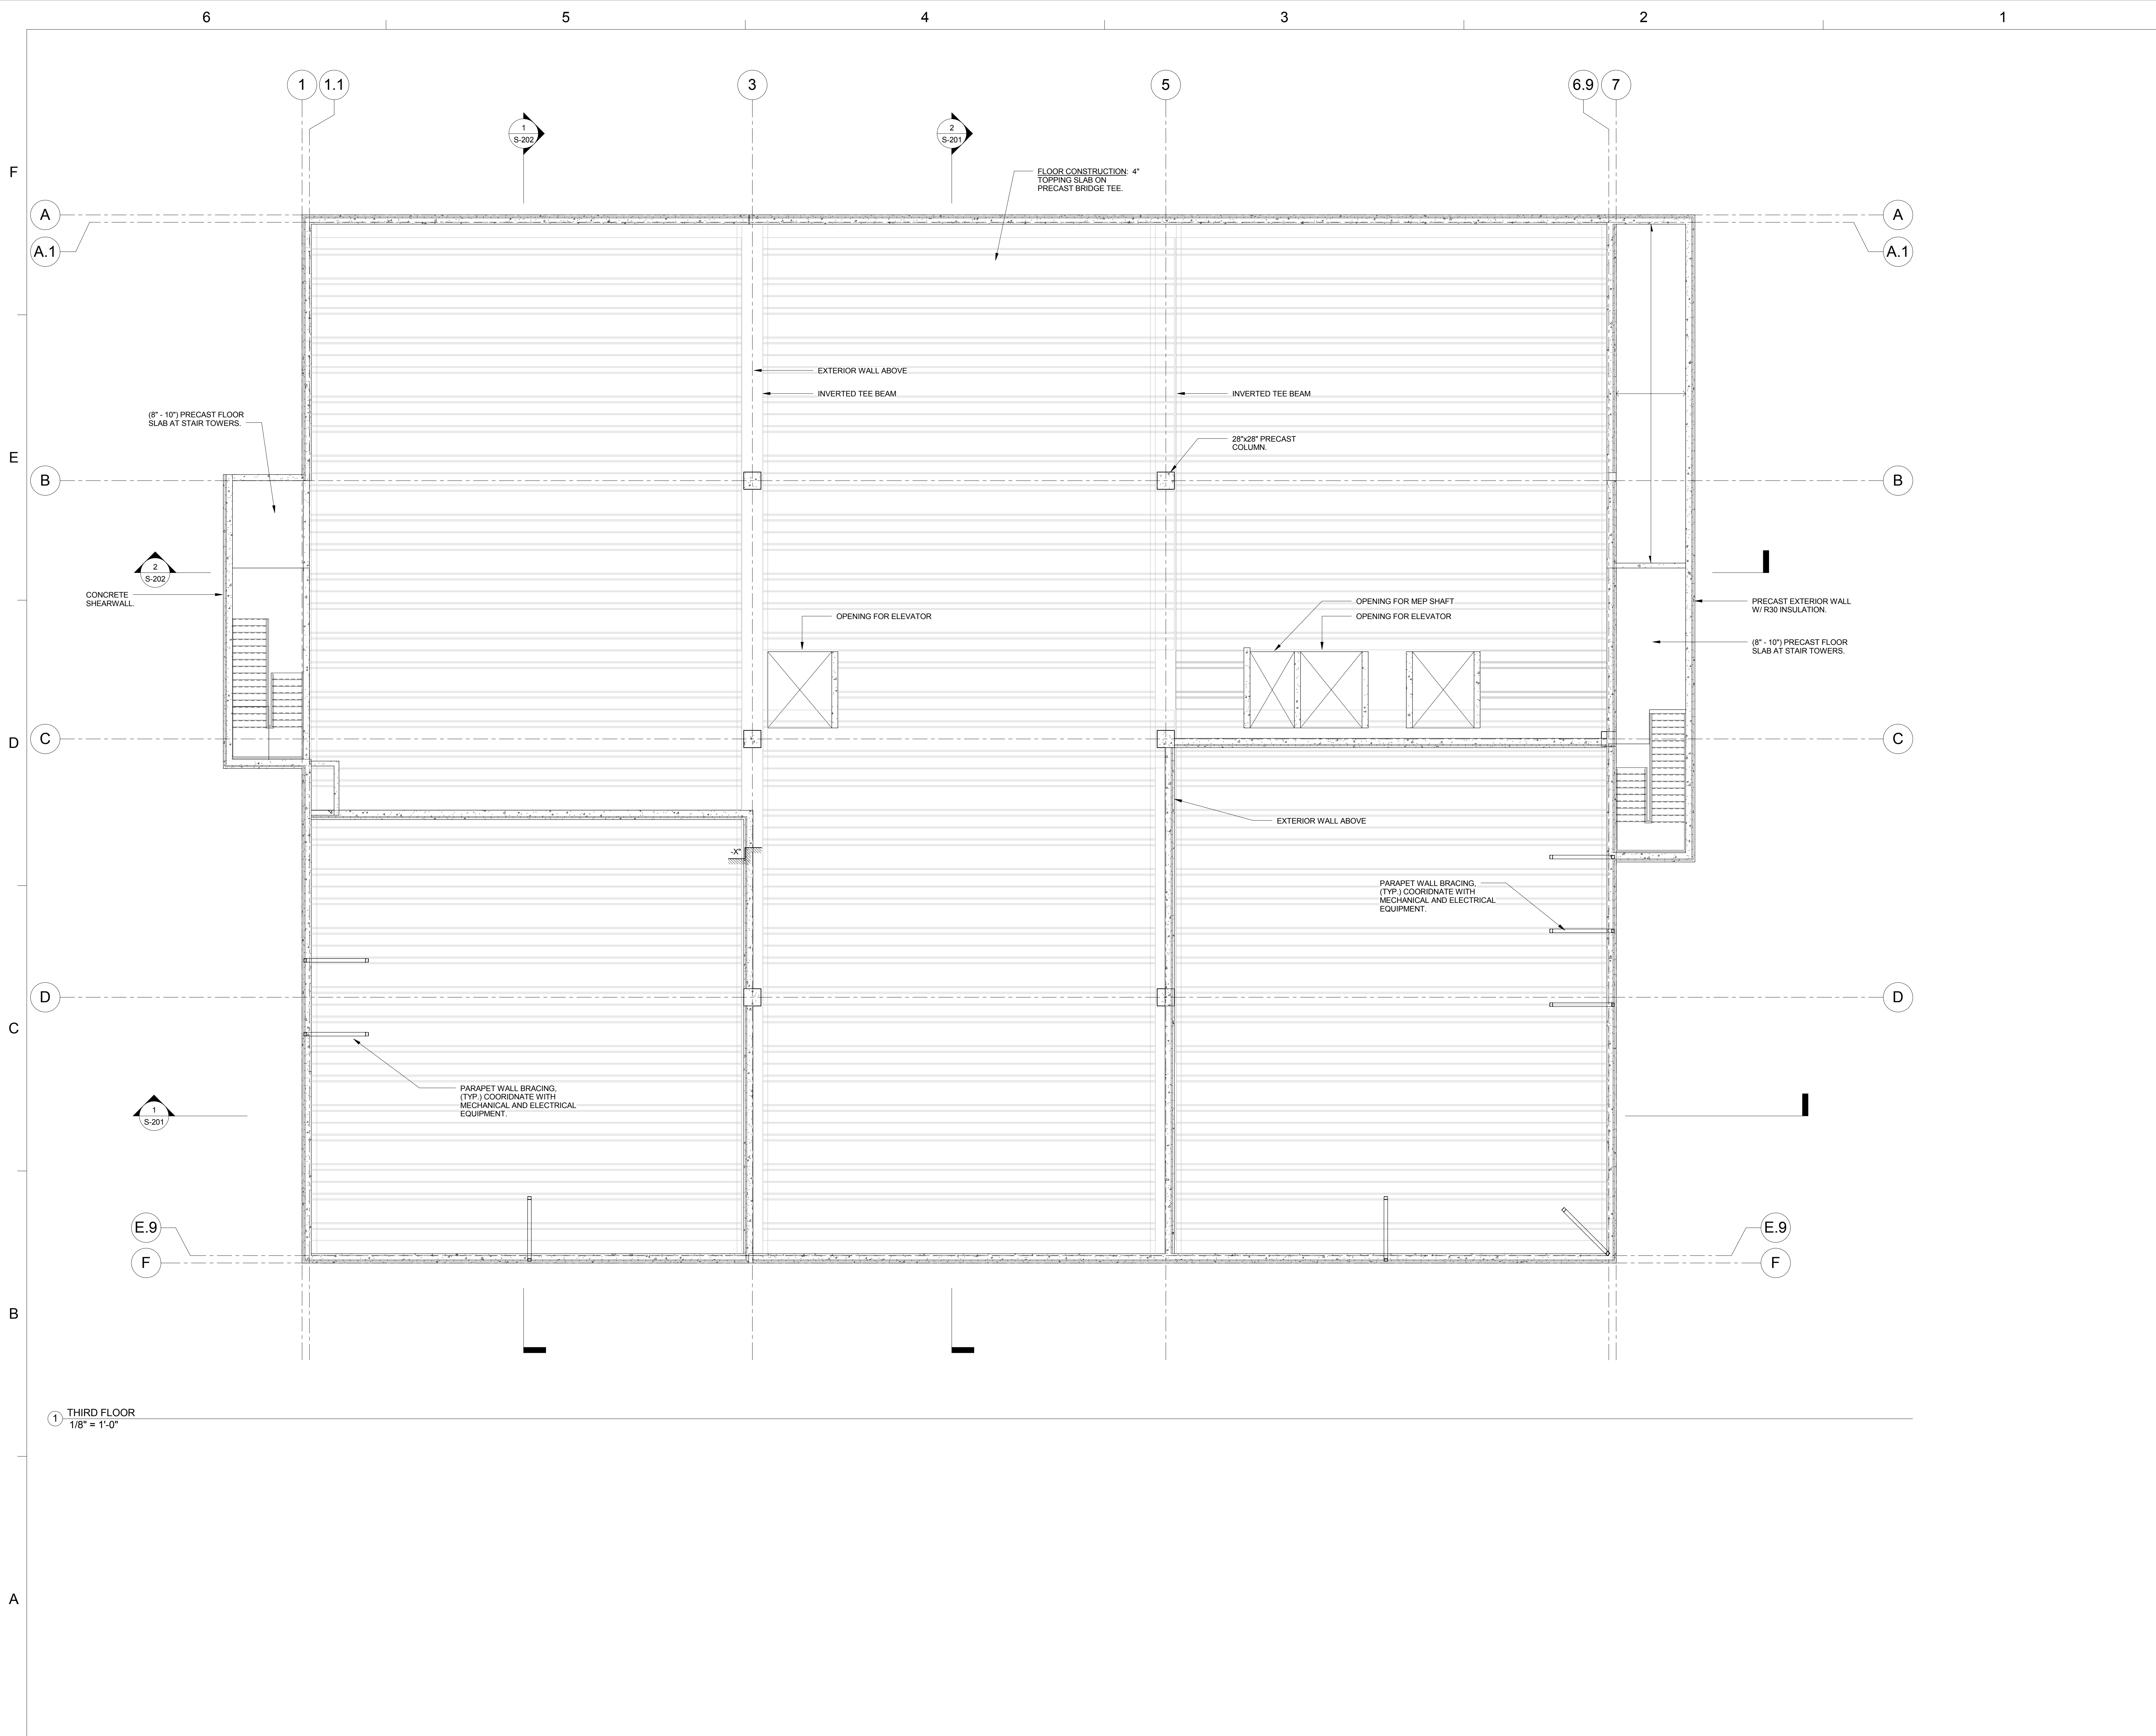 6 5 4 3 2 1
1 1.1 3 5 6.9 7
1
S-202
2
S-201
F
FLOOR CONSTRUCTION: 4"
TOPPING SLAB ON
PRECAST BRIDGE TEE.
A A
A.1 A.1
EXTERIOR WALL ABOVE
INVERTED TEE BEAM INVERTED TEE BEAM
(8" - 10") PRECAST FLOOR
SLAB AT STAIR TOWERS.
28"x28" PRECAST
COLUMN.
E
B B
2
S-202
CONCRETE
SHEARWALL.
OPENING FOR ELEVATOR
OPENING FOR MEP SHAFT
OPENING FOR ELEVATOR
PRECAST EXTERIOR WALL
W/ R30 INSULATION.
(8" - 10") PRECAST FLOOR
SLAB AT STAIR TOWERS.
D
C C
EXTERIOR WALL ABOVE
-X"
PARAPET WALL BRACING,
(TYP.) COORIDNATE WITH
MECHANICAL AND ELECTRICAL
EQUIPMENT.
D D
C
PARAPET WALL BRACING,
(TYP.) COORIDNATE WITH
MECHANICAL AND ELECTRICAL
EQUIPMENT.
1
S-201
E.9 E.9
F F
B
1 THIRD FLOOR
1/8" = 1'-0"
A